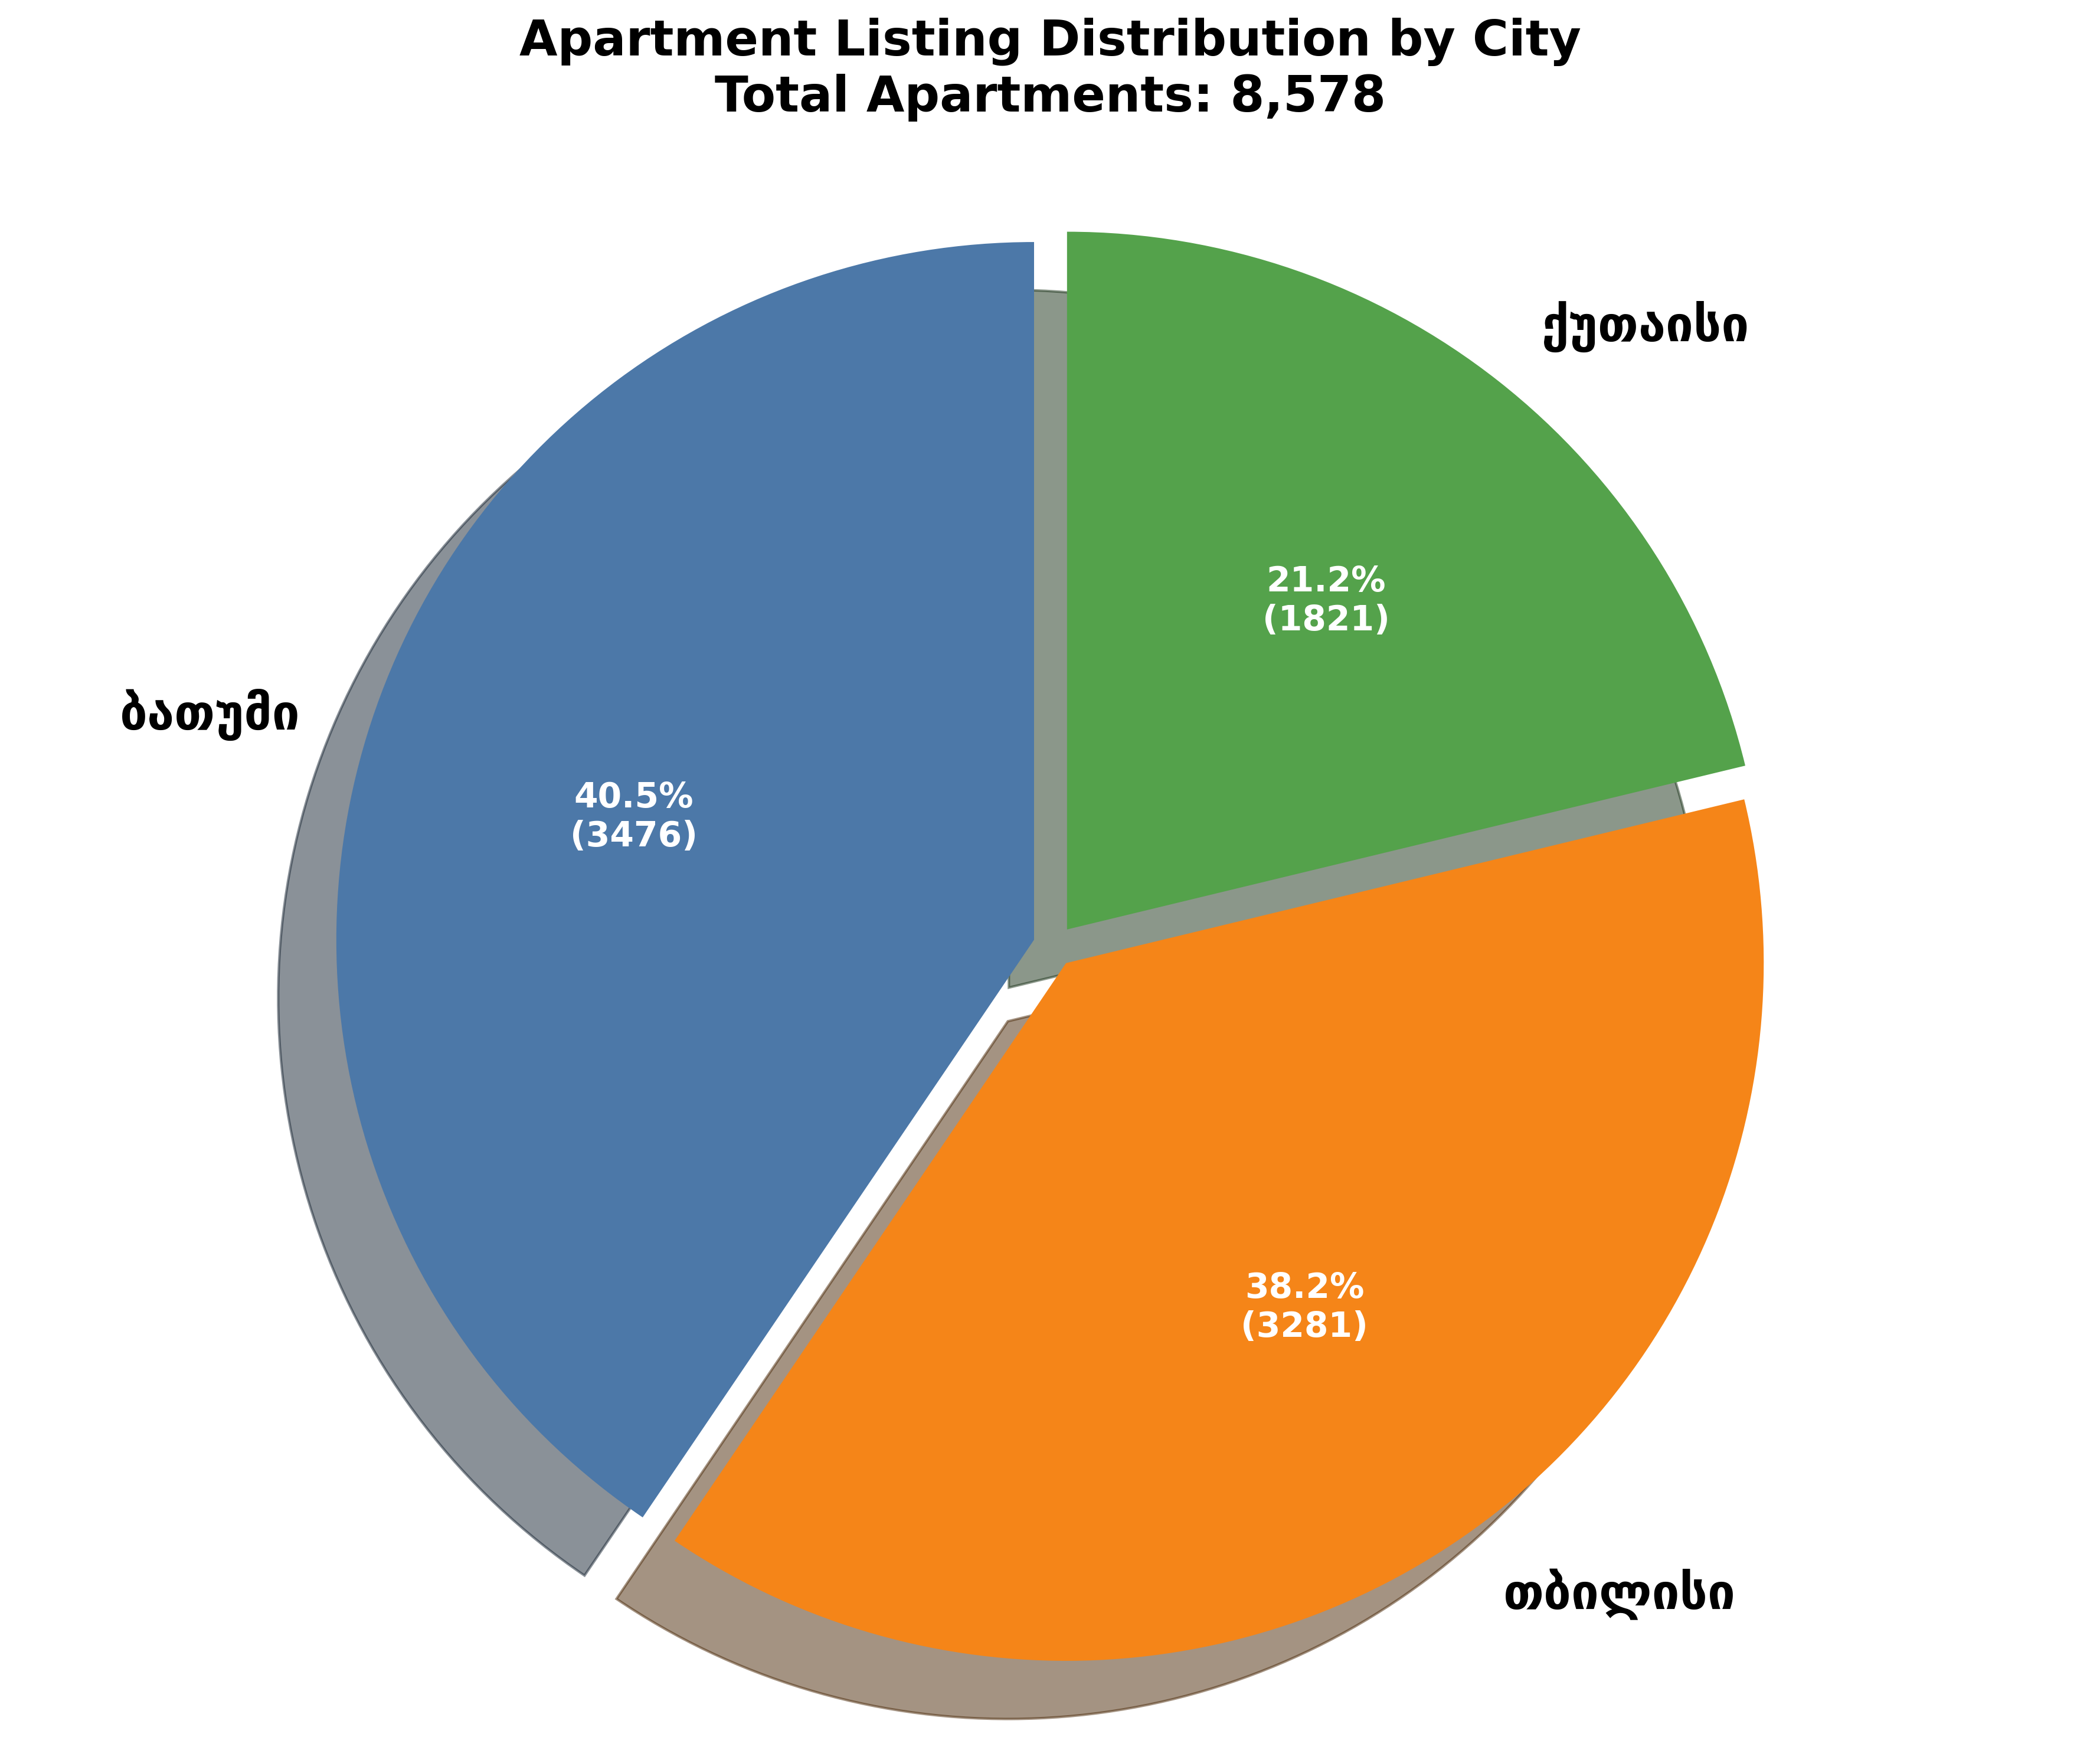 Apartment Listing Distribution by City
Total Apartments: 8,578
ქუთაისი
21.2%
(1821)
ბათუმი
40.5%
(3476)
38.2%
(3281)
თბილისი